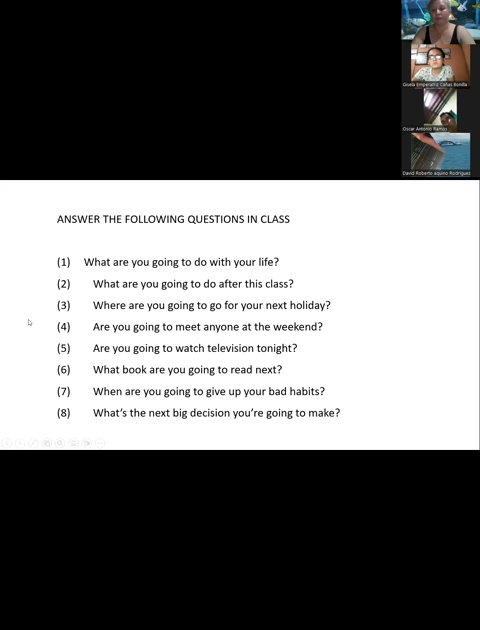 Gisela Emperatriz Cañas Bonilla
Oscar Antonio Ramos
David Roberto aquino Rodriguez
ANSWER THE FOLLOWING QUESTIONS IN CLASS
(1) What are you going to do with your life?
(2) What are you going to do after this class?
(3) Where are you going to go for your next holiday?
(4) Are you going to meet anyone at the weekend?
(5) Are you going to watch television tonight?
(6) What book are you going to read next?
(7) When are you going to give up your bad habits?
(8) What's the next big decision you're going to make?